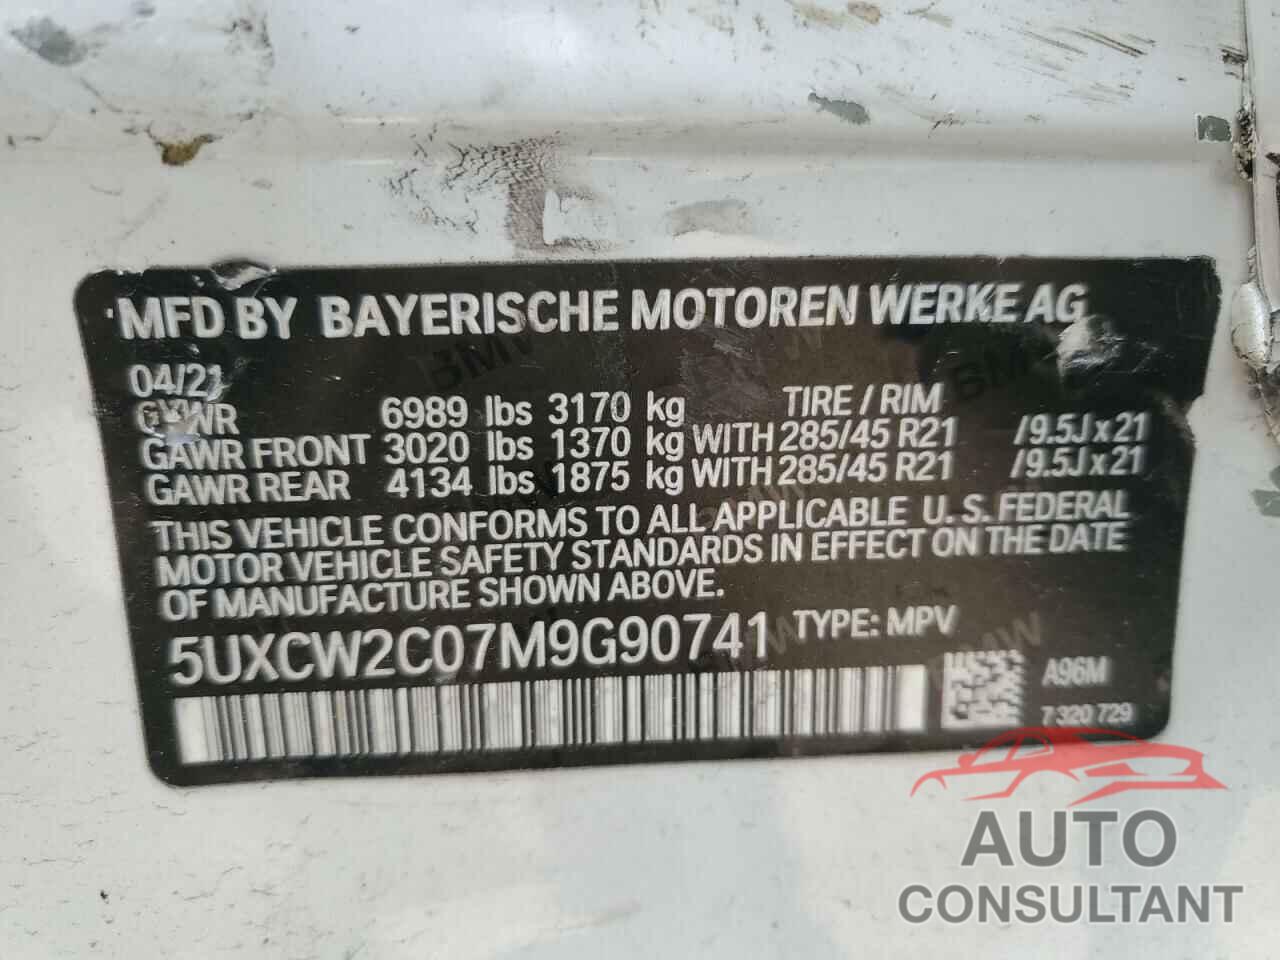 MFD BY BAYERISCHE MOTOREN WERKE AG
04/21
GVWR 6989 lbs 3170 kg TIRE / RIM
GAWR FRONT 3020 lbs 1370 kg WITH 285/45 R21 /9.5J x 21
GAWR REAR 4134 lbs 1875 kg WITH 285/45 R21 /9.5J x 21
THIS VEHICLE CONFORMS TO ALL APPLICABLE U. S. FEDERAL
MOTOR VEHICLE SAFETY STANDARDS IN EFFECT ON THE DATE
OF MANUFACTURE SHOWN ABOVE.
5UXCW2C07M9G90741 TYPE: MPV
A96M
7 320 729
AUTO
CONSULTANT